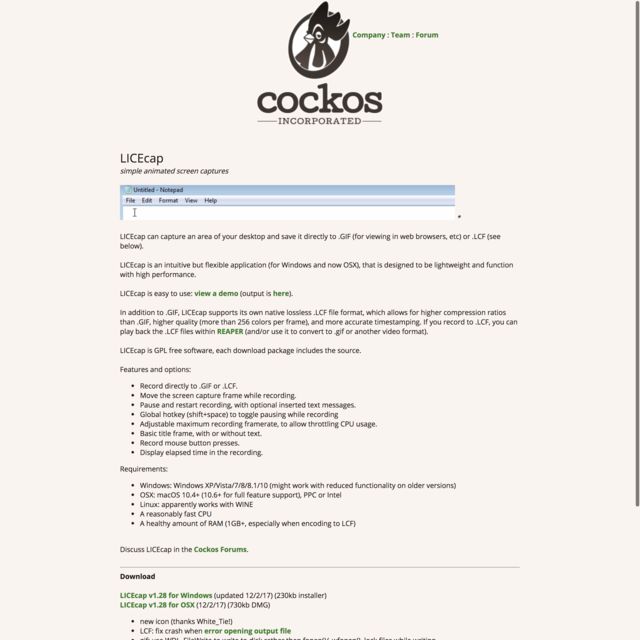 Company : Team : Forum
cockos
INCORPORATED
LICEcap
simple animated screen captures
Untitled - Notepad
File Edit Format View Help
LICEcap can capture an area of your desktop and save it directly to .GIF (for viewing in web browsers, etc) or .LCF (see
below).
LICEcap is an intuitive but flexible application (for Windows and now OSX), that is designed to be lightweight and function
with high performance.
LICEcap is easy to use: view a demo (output is here).
In addition to .GIF, LICEcap supports its own native lossless .LCF file format, which allows for higher compression ratios
than .GIF, higher quality (more than 256 colors per frame), and more accurate timestamping. If you record to .LCF, you can
play back the .LCF files within REAPER (and/or use it to convert to .gif or another video format).
LICEcap is GPL free software, each download package includes the source.
Features and options:
• Record directly to .GIF or .LCF.
• Move the screen capture frame while recording.
• Pause and restart recording, with optional inserted text messages.
• Global hotkey (shift+space) to toggle pausing while recording
• Adjustable maximum recording framerate, to allow throttling CPU usage.
• Basic title frame, with or without text.
• Record mouse button presses.
• Display elapsed time in the recording.
Requirements:
• Windows: Windows XP/Vista/7/8/8.1/10 (might work with reduced functionality on older versions)
• OSX: macOS 10.4+ (10.6+ for full feature support), PPC or Intel
• Linux: apparently works with WINE
• A reasonably fast CPU
• A healthy amount of RAM (1GB+, especially when encoding to LCF)
Discuss LICEcap in the Cockos Forums.
Download
LICEcap v1.28 for Windows (updated 12/2/17) (230kb installer)
LICEcap v1.28 for OSX (12/2/17) (730kb DMG)
• new icon (thanks White_Tie!)
• LCF: fix crash when error opening output file